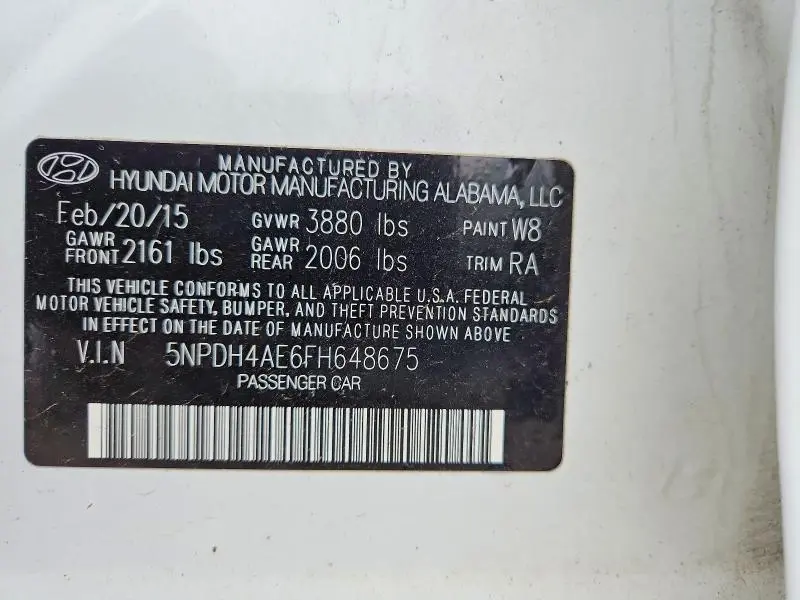 MANUFACTURED BY
HYUNDAI MOTOR MANUFACTURING ALABAMA, LLC
Feb/20/15 GVWR 3880 lbs PAINT W8
GAWR FRONT 2161 lbs GAWR REAR 2006 lbs TRIM RA
THIS VEHICLE CONFORMS TO ALL APPLICABLE U.S.A. FEDERAL
MOTOR VEHICLE SAFETY, BUMPER, AND THEFT PREVENTION STANDARDS
IN EFFECT ON THE DATE OF MANUFACTURE SHOWN ABOVE
V.I.N 5NPDH4AE6FH648675
PASSENGER CAR